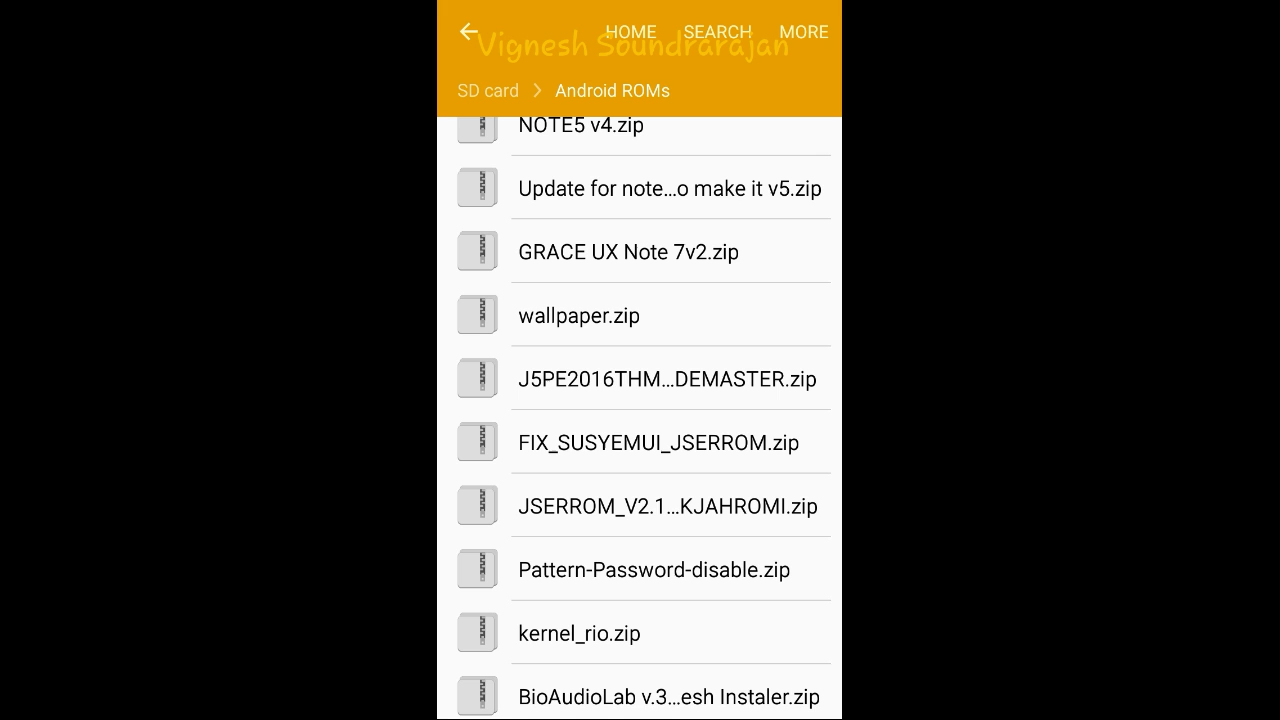 HOME SEARCH MORE
Vignesh Soundrarajan
SD card > Android ROMs
NOTE5 v4.zip
Update for note...o make it v5.zip
GRACE UX Note 7v2.zip
wallpaper.zip
J5PE2016THM...DEMASTER.zip
FIX_SUSYEMUI_JSERROM.zip
JSERROM_V2.1...KJAHROMI.zip
Pattern-Password-disable.zip
kernel_rio.zip
BioAudioLab v.3...esh Instaler.zip